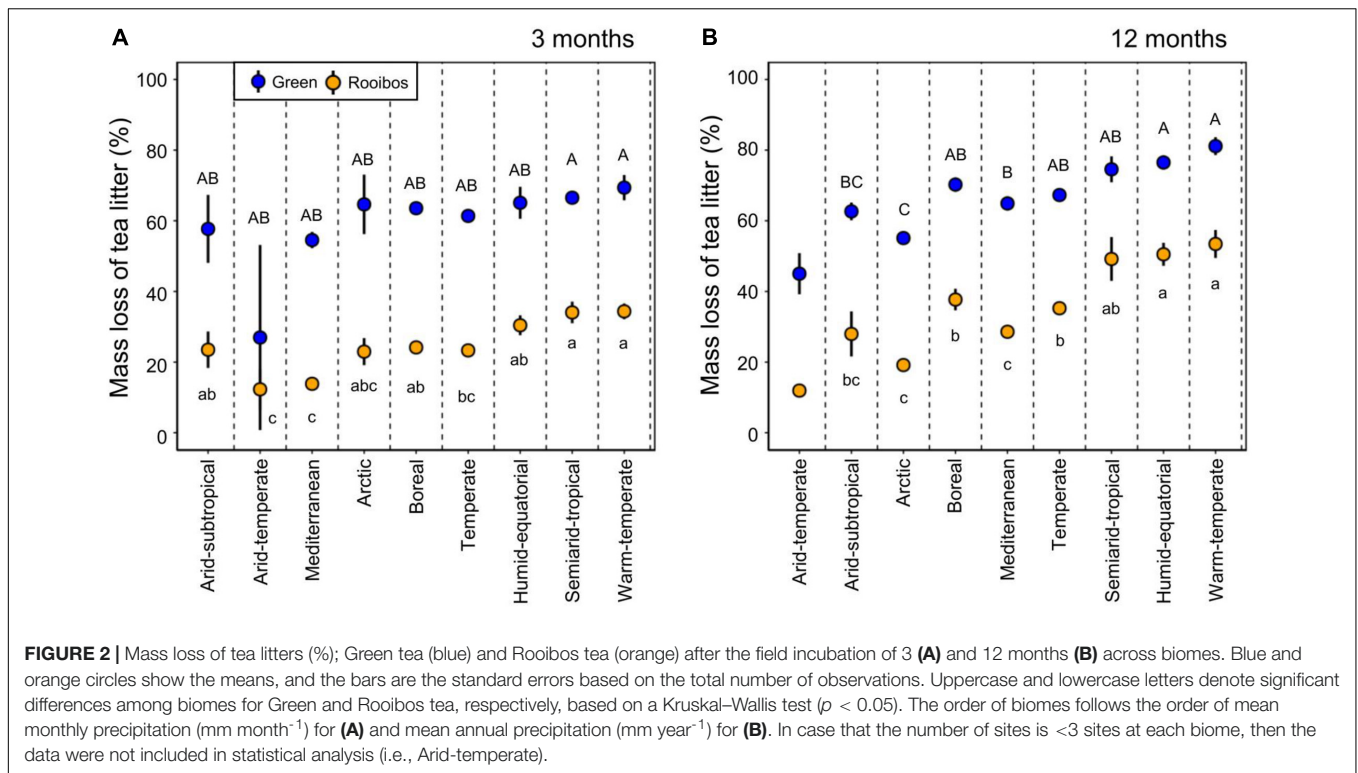 A
3 months
Green Rooibos
Mass loss of tea litter (%)
100
80
60
40
20
0
AB AB AB AB AB AB AB A A
ab c c abc ab bc ab a a
Arid-subtropical
Arid-temperate
Mediterranean
Arctic
Boreal
Temperate
Humid-equatorial
Semiarid-tropical
Warm-temperate
B
12 months
Mass loss of tea litter (%)
100
80
60
40
20
0
BC C AB B AB AB A A
bc c b c b ab a a
Arid-temperate
Arid-subtropical
Arctic
Boreal
Mediterranean
Temperate
Semiarid-tropical
Humid-equatorial
Warm-temperate
FIGURE 2 | Mass loss of tea litters (%); Green tea (blue) and Rooibos tea (orange) after the field incubation of 3 (A) and 12 months (B) across biomes. Blue and
orange circles show the means, and the bars are the standard errors based on the total number of observations. Uppercase and lowercase letters denote significant
differences among biomes for Green and Rooibos tea, respectively, based on a Kruskal–Wallis test (p < 0.05). The order of biomes follows the order of mean
monthly precipitation (mm month-1) for (A) and mean annual precipitation (mm year-1) for (B). In case that the number of sites is <3 sites at each biome, then the
data were not included in statistical analysis (i.e., Arid-temperate).